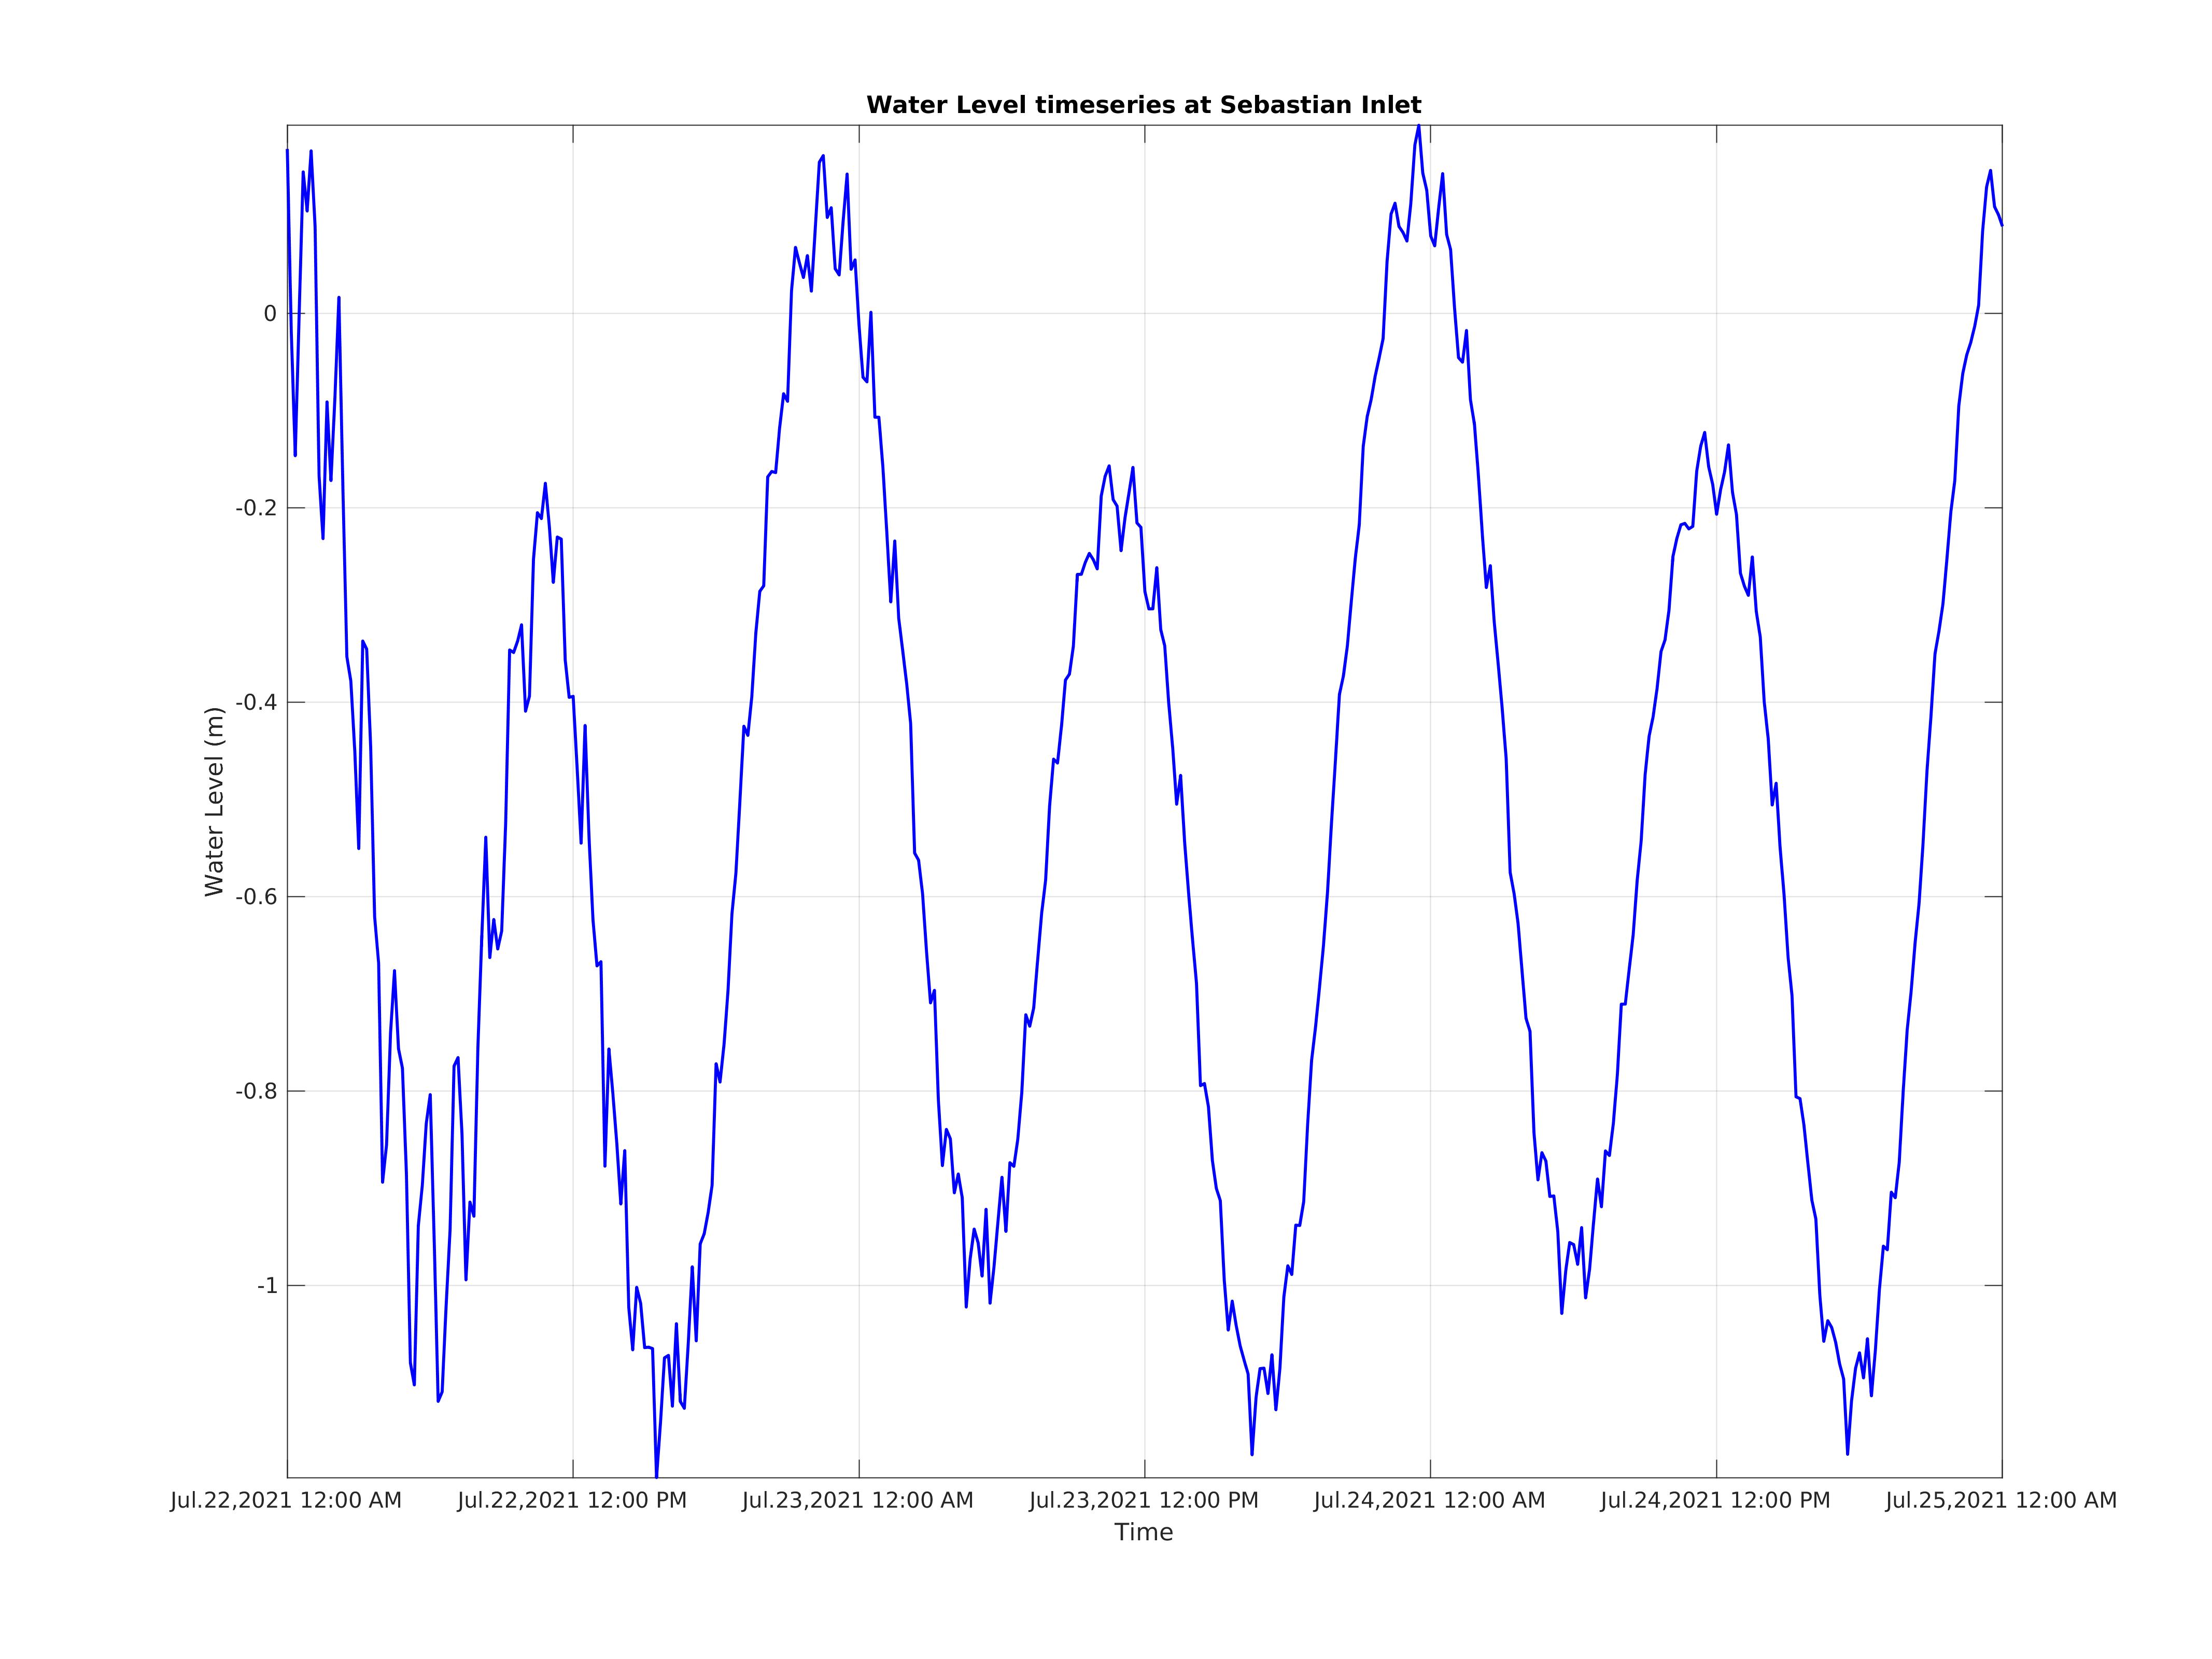 Water Level timeseries at Sebastian Inlet
0
-0.2
-0.4
-0.6
-0.8
-1
Water Level (m)
Jul.22,2021 12:00 AM
Jul.22,2021 12:00 PM
Jul.23,2021 12:00 AM
Jul.23,2021 12:00 PM
Jul.24,2021 12:00 AM
Jul.24,2021 12:00 PM
Jul.25,2021 12:00 AM
Time